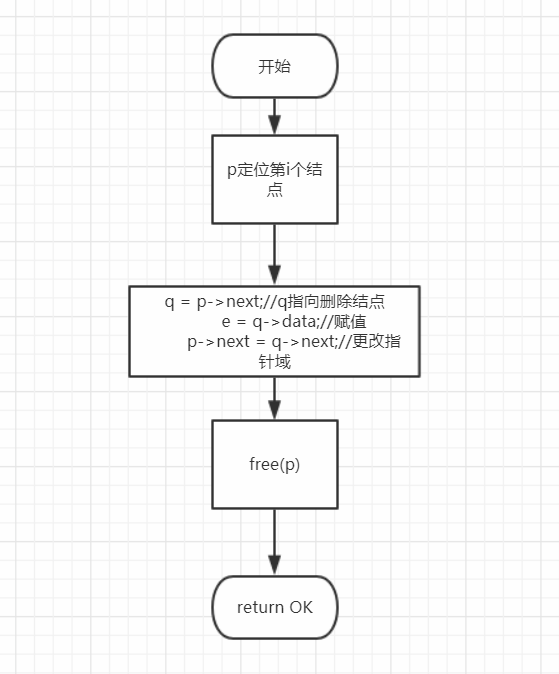 开始
p定位第i个结
点
q = p->next;//q指向删除结点
e = q->data;//赋值
p->next = q->next;//更改指
针域
free(p)
return OK